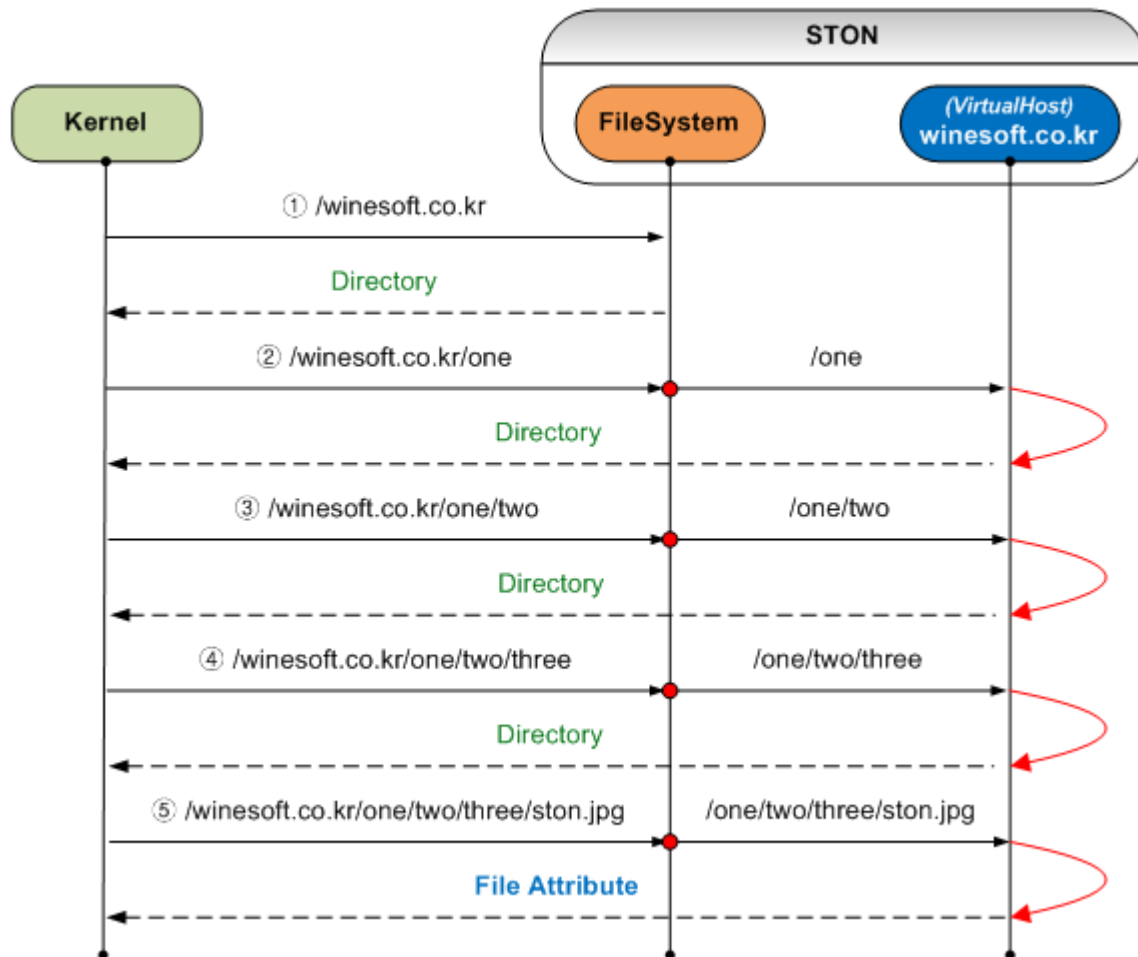 STON
Kernel
FileSystem
(VirtualHost)
winesoft.co.kr
① /winesoft.co.kr
Directory
② /winesoft.co.kr/one
/one
Directory
③ /winesoft.co.kr/one/two
/one/two
Directory
④ /winesoft.co.kr/one/two/three
/one/two/three
Directory
⑤ /winesoft.co.kr/one/two/three/ston.jpg
/one/two/three/ston.jpg
File Attribute